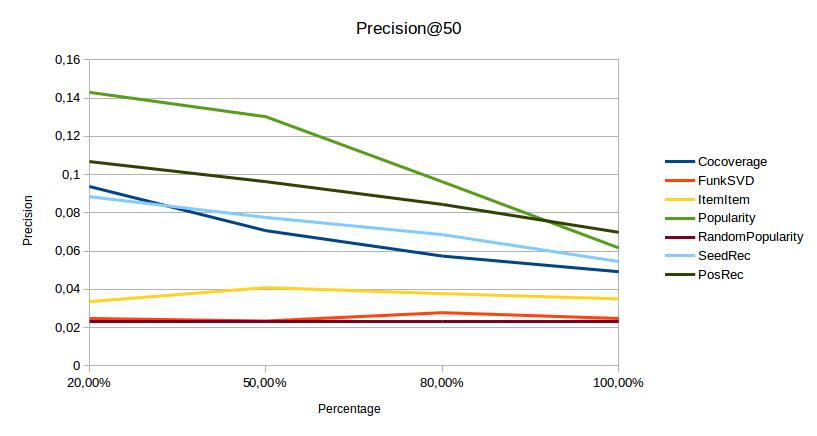 Precision@50
0,16
0,14
0,12
0,1
0,08
0,06
0,04
0,02
0
Precision
20,00%
50,00%
80,00%
100,00%
Percentage
Cocoverage
FunkSVD
ItemItem
Popularity
RandomPopularity
SeedRec
PosRec